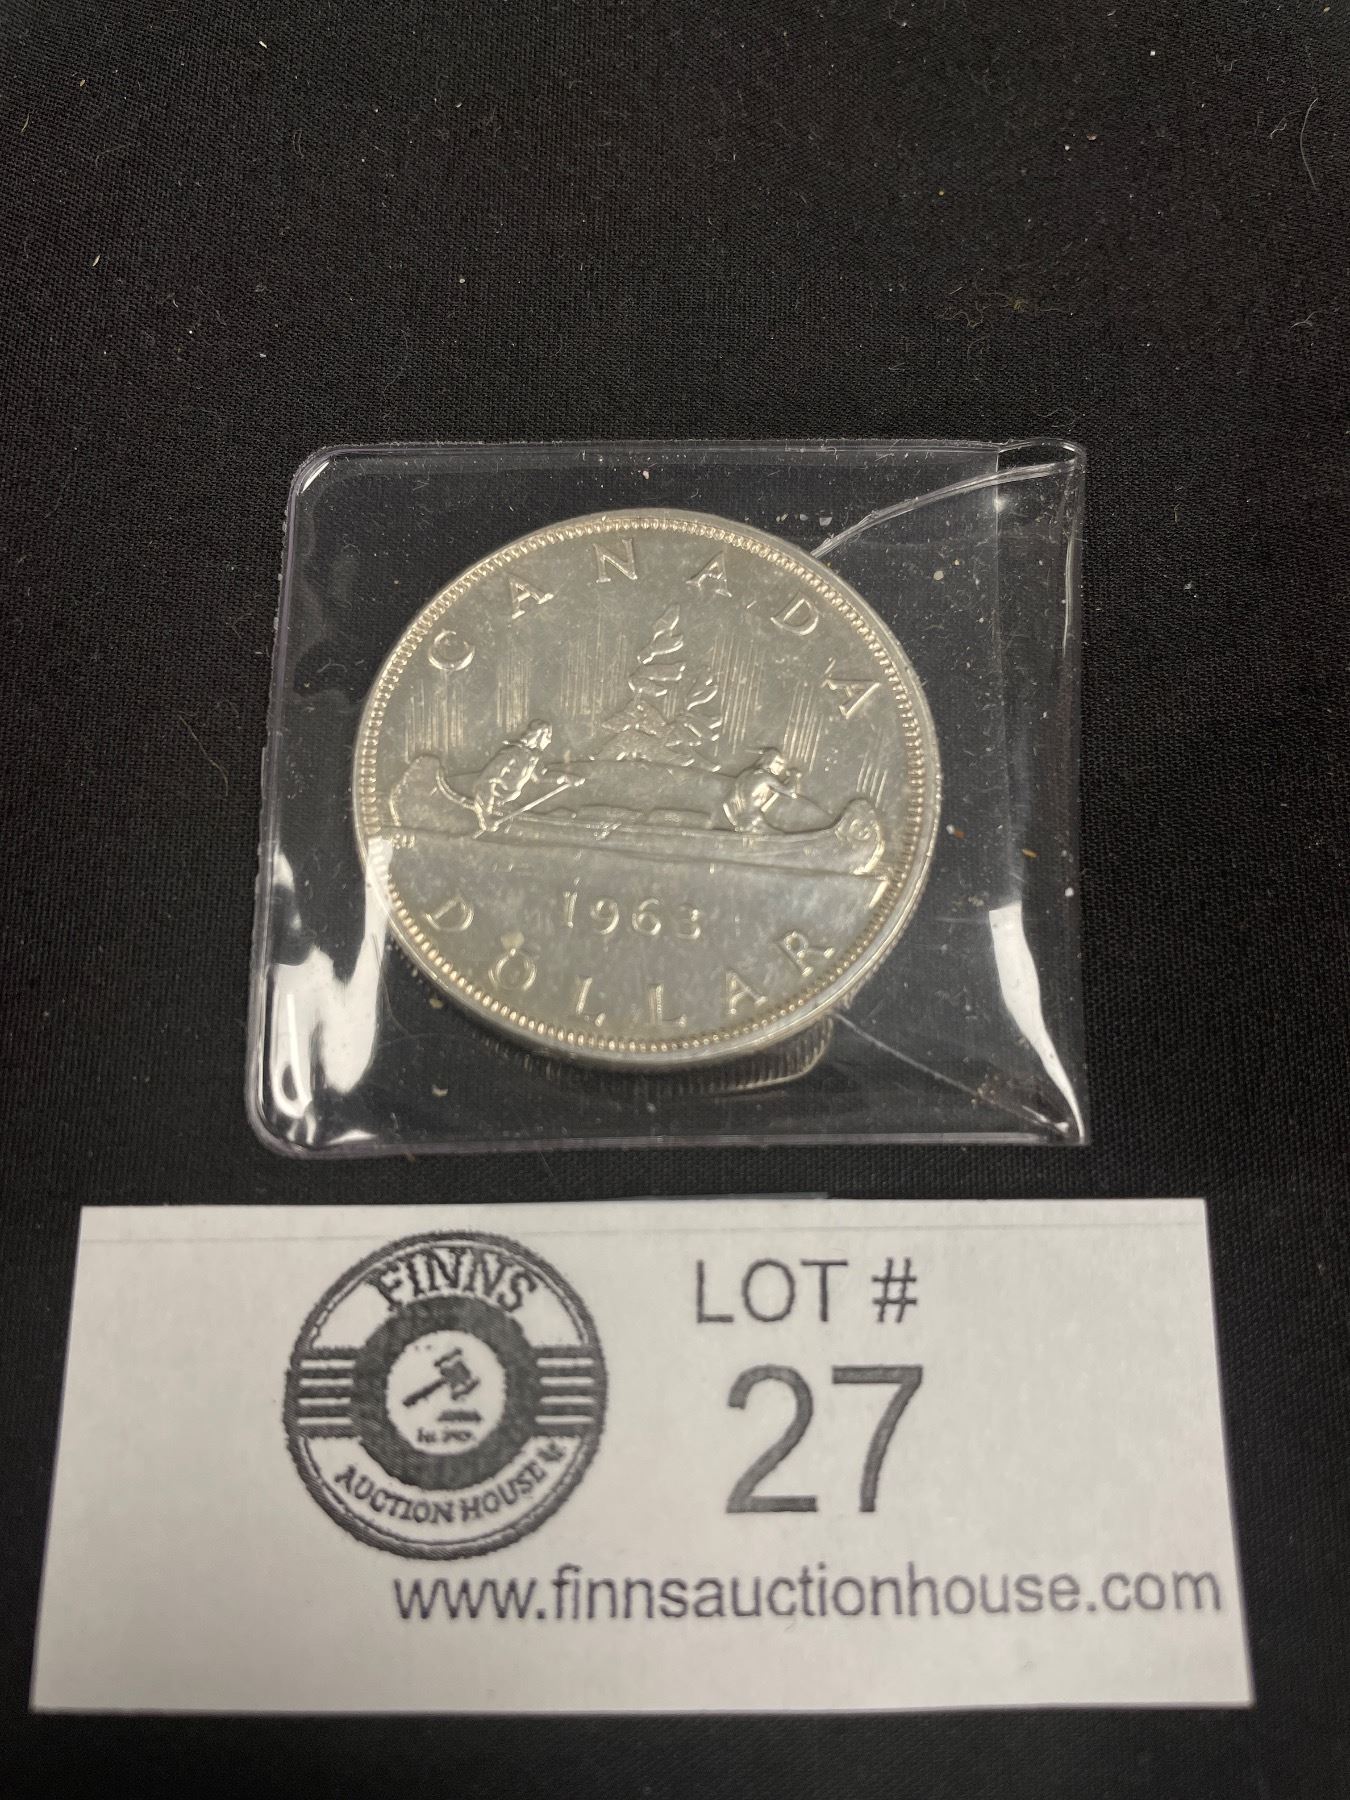 CANADA
1963
DOLLAR
FINNS
AUCTION HOUSE
LOT #
27
www.finnsauctionhouse.com